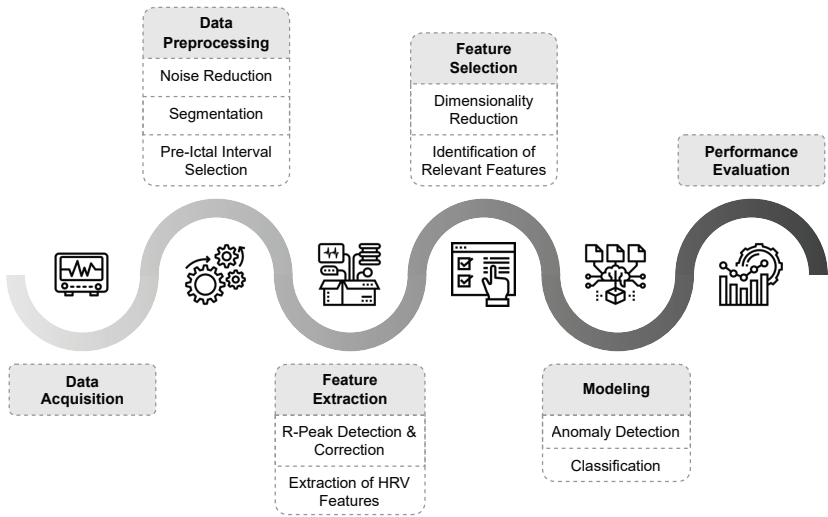 Data
Acquisition
Data
Preprocessing
Noise Reduction
Segmentation
Pre-Ictal Interval
Selection
Feature
Extraction
R-Peak Detection &
Correction
Extraction of HRV
Features
Feature
Selection
Dimensionality
Reduction
Identification of
Relevant Features
Modeling
Anomaly Detection
Classification
Performance
Evaluation